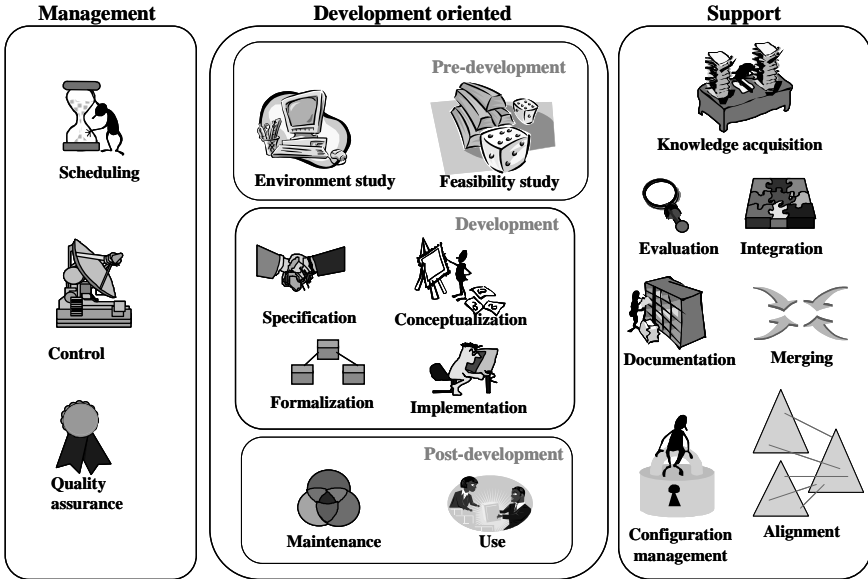 Management
Scheduling
Control
Quality
assurance
Development oriented
Pre-development
Environment study
Feasibility study
Development
Specification
Conceptualization
Formalization
Implementation
Post-development
Maintenance
Use
Support
Knowledge acquisition
Evaluation
Integration
Documentation
Merging
Configuration
management
Alignment